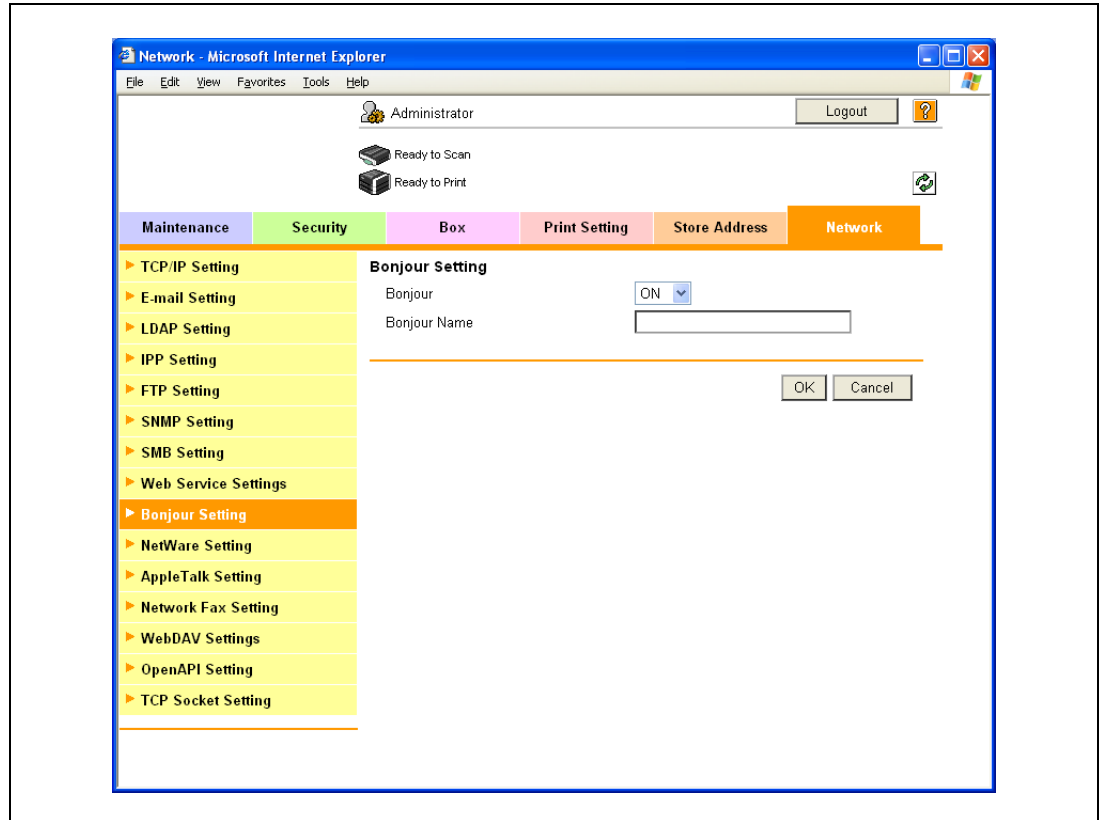 Network - Microsoft Internet Explorer
File Edit View Favorites Tools Help
Administrator Logout ?
Ready to Scan
Ready to Print
Maintenance Security Box Print Setting Store Address Network
TCP/IP Setting
E-mail Setting
LDAP Setting
IPP Setting
FTP Setting
SNMP Setting
SMB Setting
Web Service Settings
Bonjour Setting
NetWare Setting
AppleTalk Setting
Network Fax Setting
WebDAV Settings
OpenAPI Setting
TCP Socket Setting
Bonjour Setting
Bonjour ON
Bonjour Name
OK Cancel